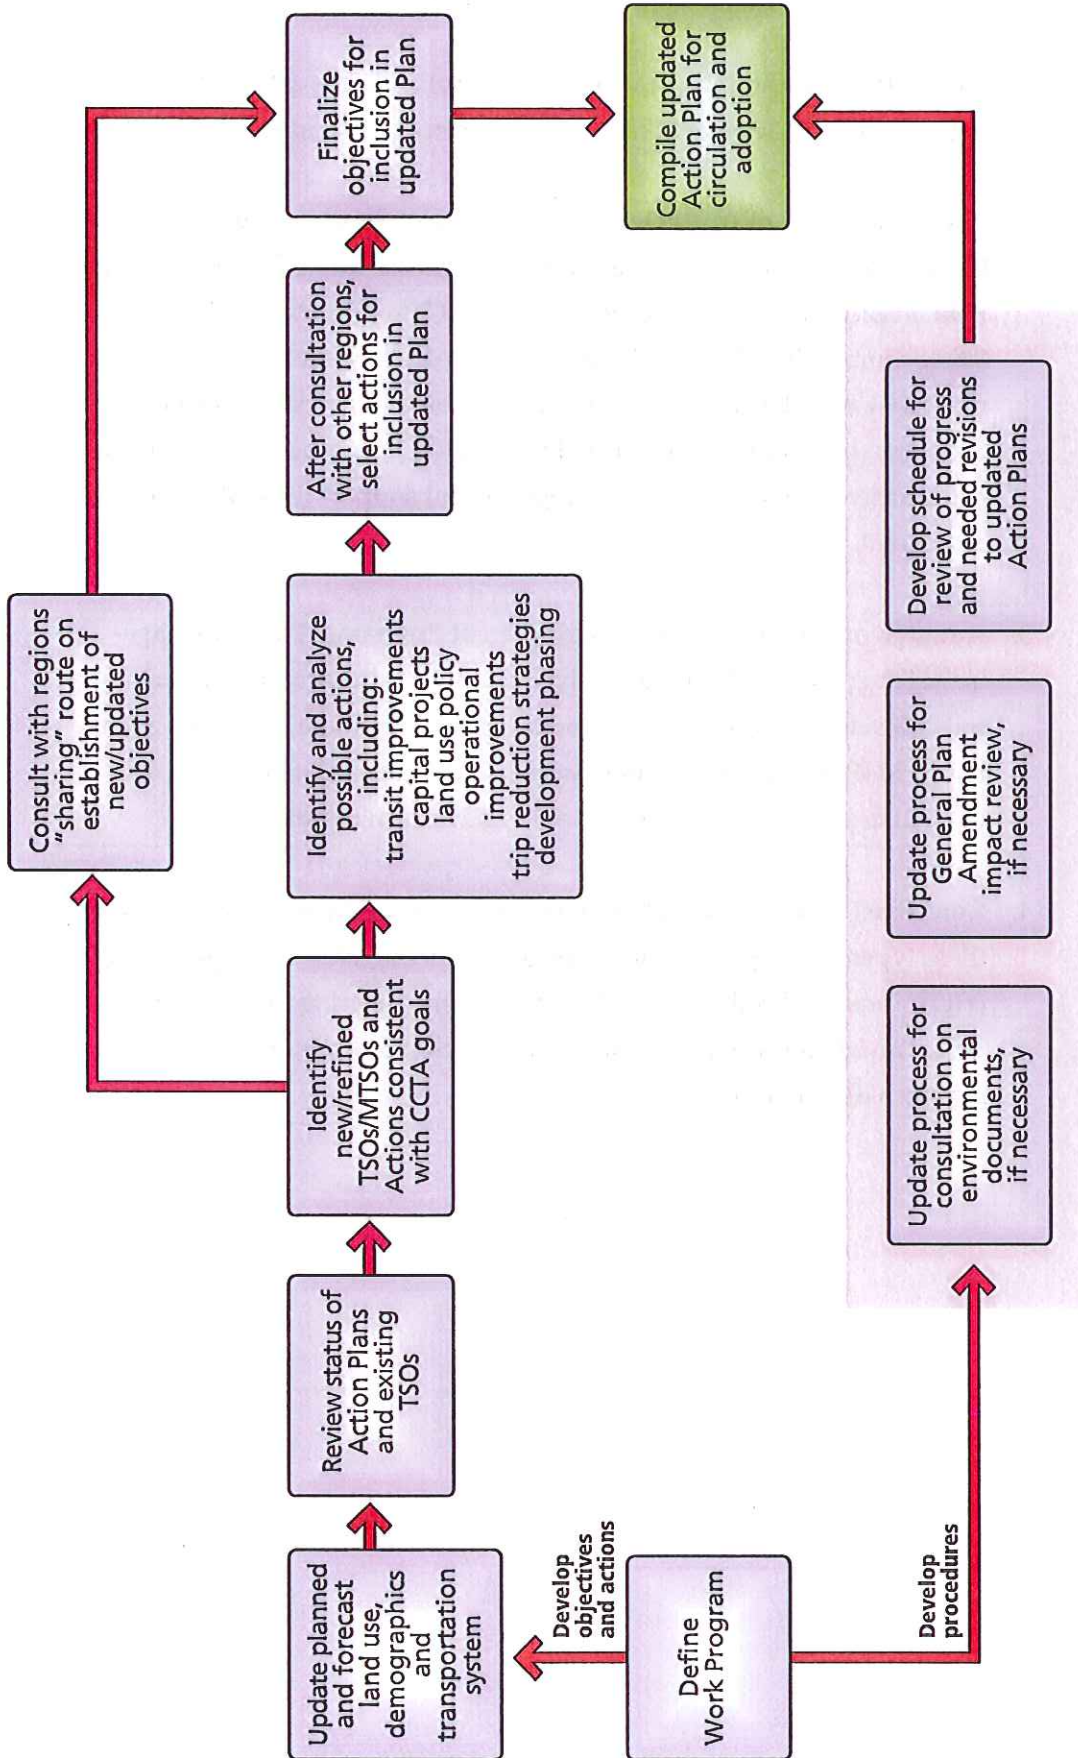 Consult with regions
"sharing" route on
establishment of
new/updated
objectives
Update planned
and forecast
land use,
demographics
and
transportation
system
Review status of
Action Plans
and existing
TSOs
Identify
new/refined
TSOs/MTSOs and
Actions consistent
with CCTA goals
Identify and analyze
possible actions,
including:
transit improvements
capital projects
land use policy
operational
improvements
trip reduction strategies
development phasing
After consultation
with other regions,
select actions for
inclusion in
updated Plan
Finalize
objectives for
inclusion in
updated Plan
Develop
objectives
and actions
Define
Work Program
Compile updated
Action Plan for
circulation and
adoption
Develop
procedures
Update process for
consultation on
environmental
documents,
if necessary
Update process for
General Plan
Amendment
impact review,
if necessary
Develop schedule for
review of progress
and needed revisions
to updated
Action Plans